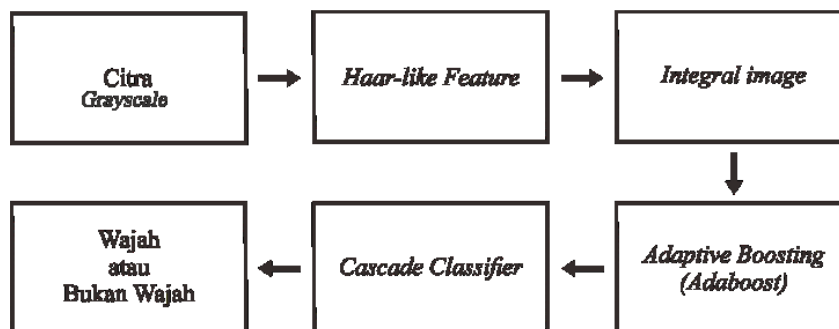 Citra
Grayscale
Haar-like Feature
Integral image
Adaptive Boosting
(Adaboost)
Cascade Classifier
Wajah
atau
Bukan Wajah